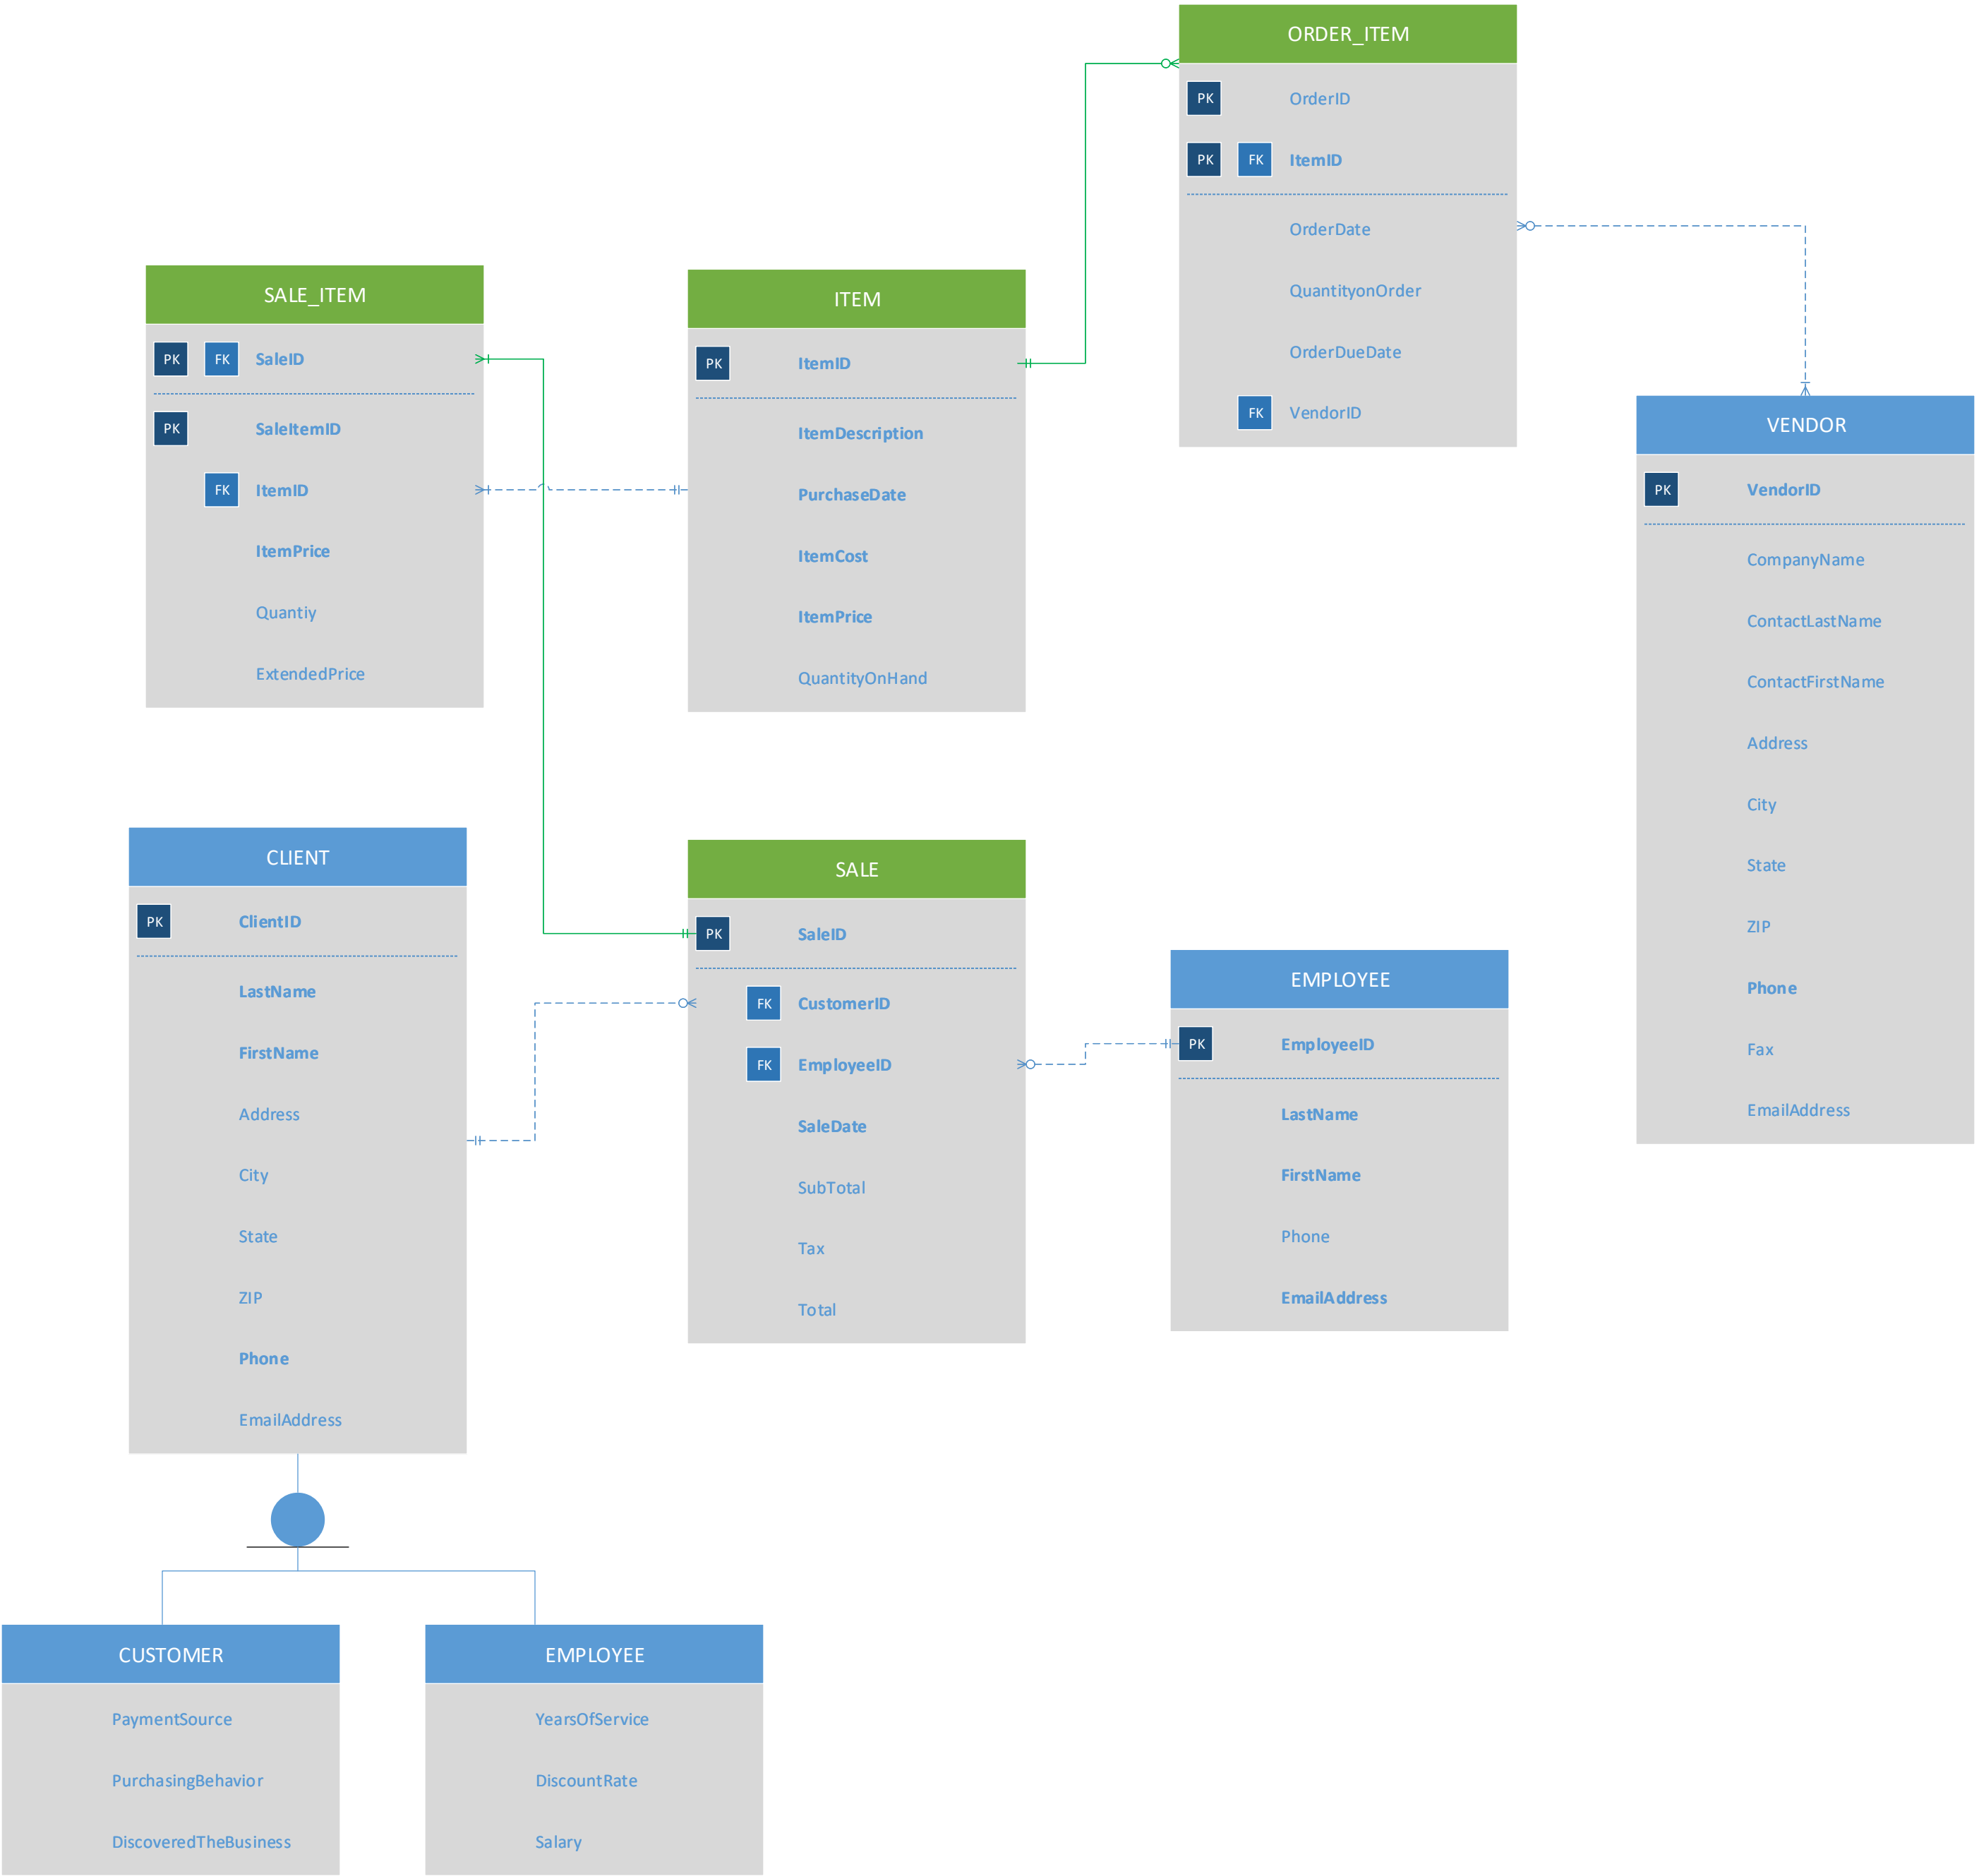 ORDER_ITEM
PK OrderID
PK FK ItemID
OrderDate
QuantityonOrder
OrderDueDate
FK VendorID
SALE_ITEM
PK FK SaleID
PK SaleItemID
FK ItemID
ItemPrice
Quantiy
ExtendedPrice
ITEM
PK ItemID
ItemDescription
PurchaseDate
ItemCost
ItemPrice
QuantityOnHand
VENDOR
PK VendorID
CompanyName
ContactLastName
ContactFirstName
Address
City
State
ZIP
Phone
Fax
EmailAddress
CLIENT
PK ClientID
LastName
FirstName
Address
City
State
ZIP
Phone
EmailAddress
SALE
PK SaleID
FK CustomerID
FK EmployeeID
SaleDate
SubTotal
Tax
Total
EMPLOYEE
PK EmployeeID
LastName
FirstName
Phone
EmailAddress
CUSTOMER
PaymentSource
PurchasingBehavior
DiscoveredTheBusiness
EMPLOYEE
YearsOfService
DiscountRate
Salary